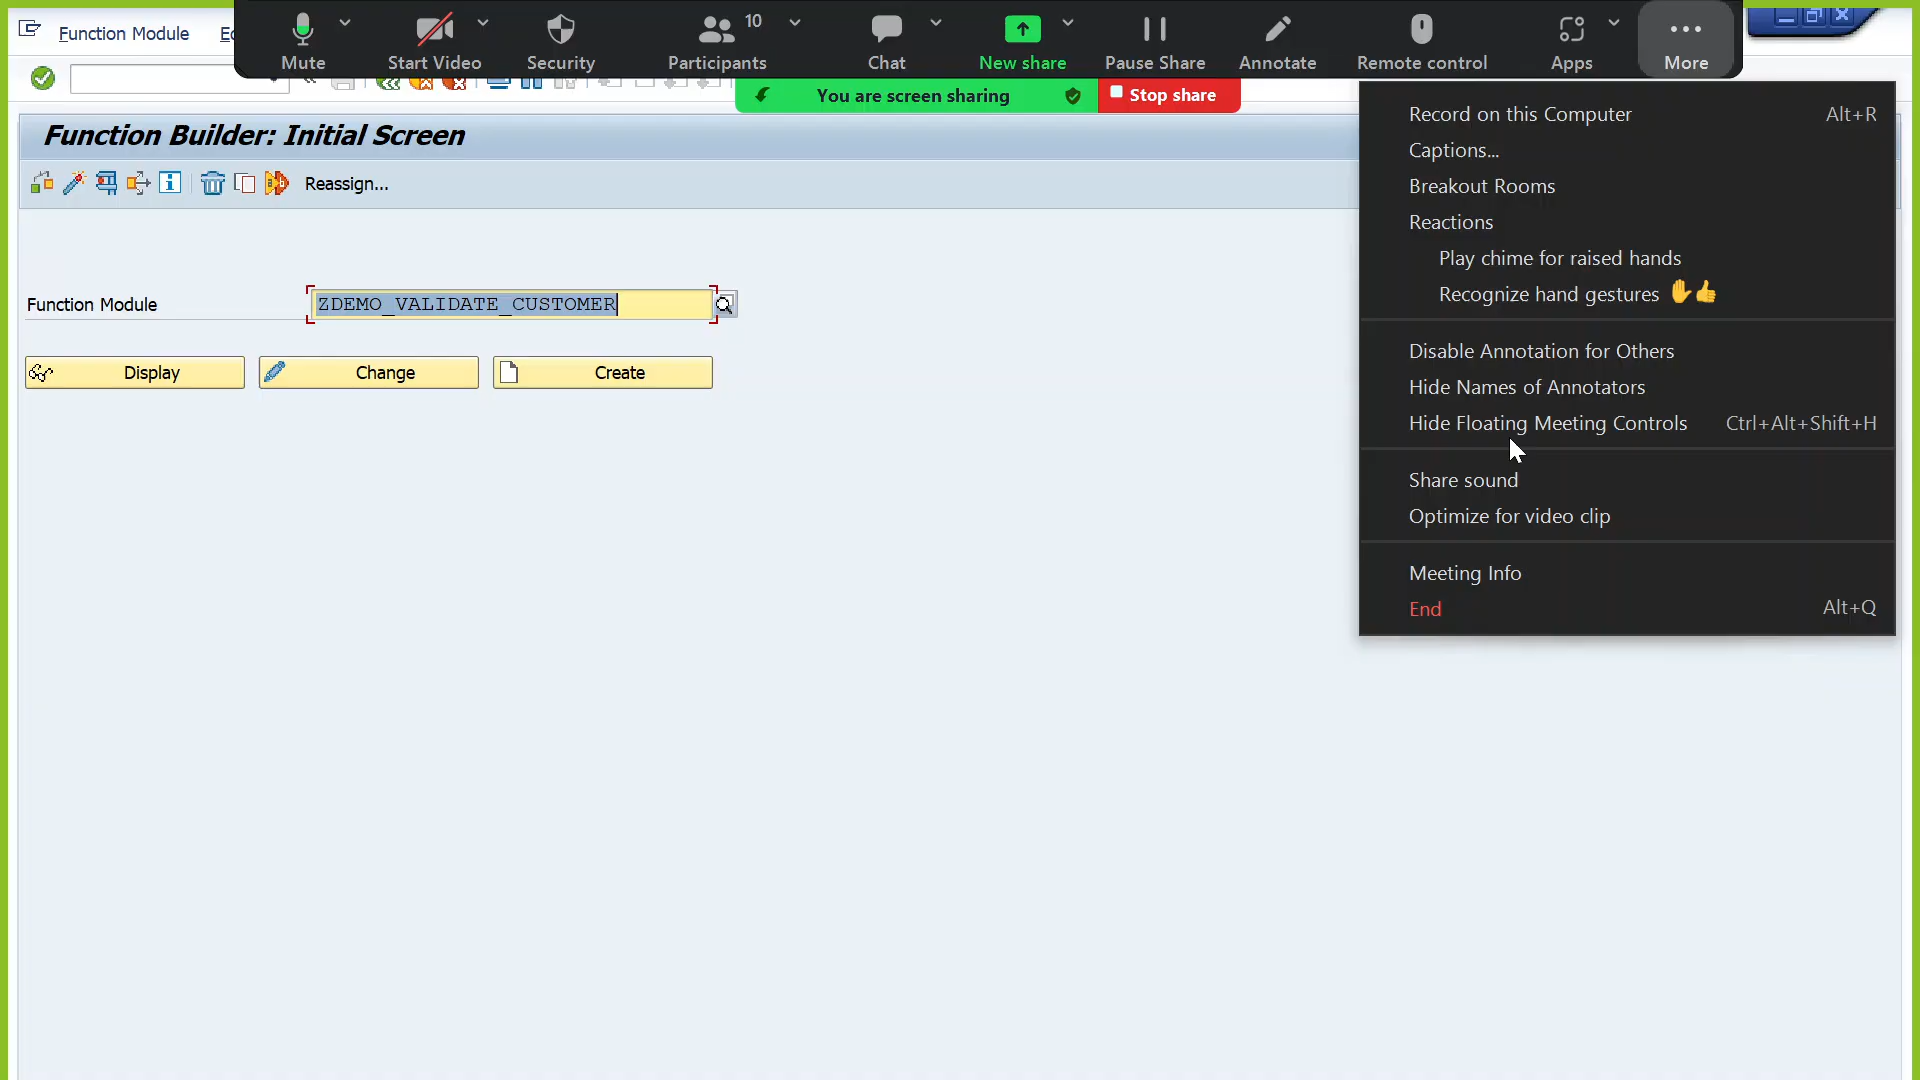 Function Module
Mute
Start Video
Security
Participants
10
Chat
New share
Pause Share
Annotate
Remote control
Apps
More
You are screen sharing
Stop share
Function Builder: Initial Screen
Reassign...
Function Module
ZDEMO_VALIDATE_CUSTOMER
Display
Change
Create
Record on this Computer Alt+R
Captions...
Breakout Rooms
Reactions
Play chime for raised hands
Recognize hand gestures
Disable Annotation for Others
Hide Names of Annotators
Hide Floating Meeting Controls Ctrl+Alt+Shift+H
Share sound
Optimize for video clip
Meeting Info
End Alt+Q